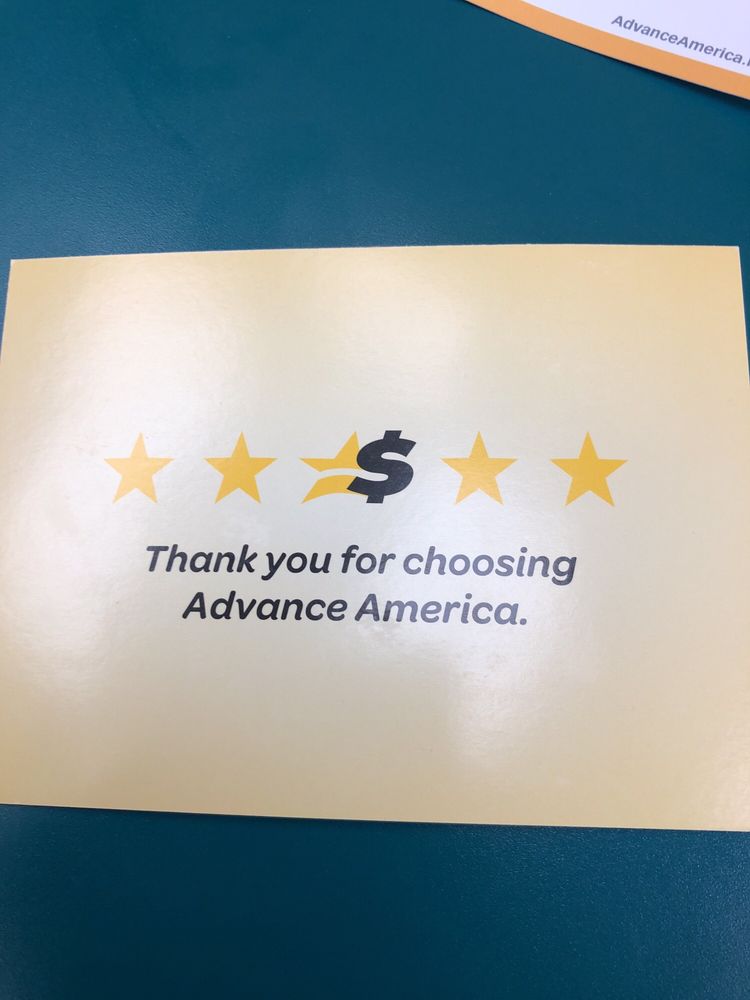 AdvanceAmerica.
$
Thank you for choosing
Advance America.